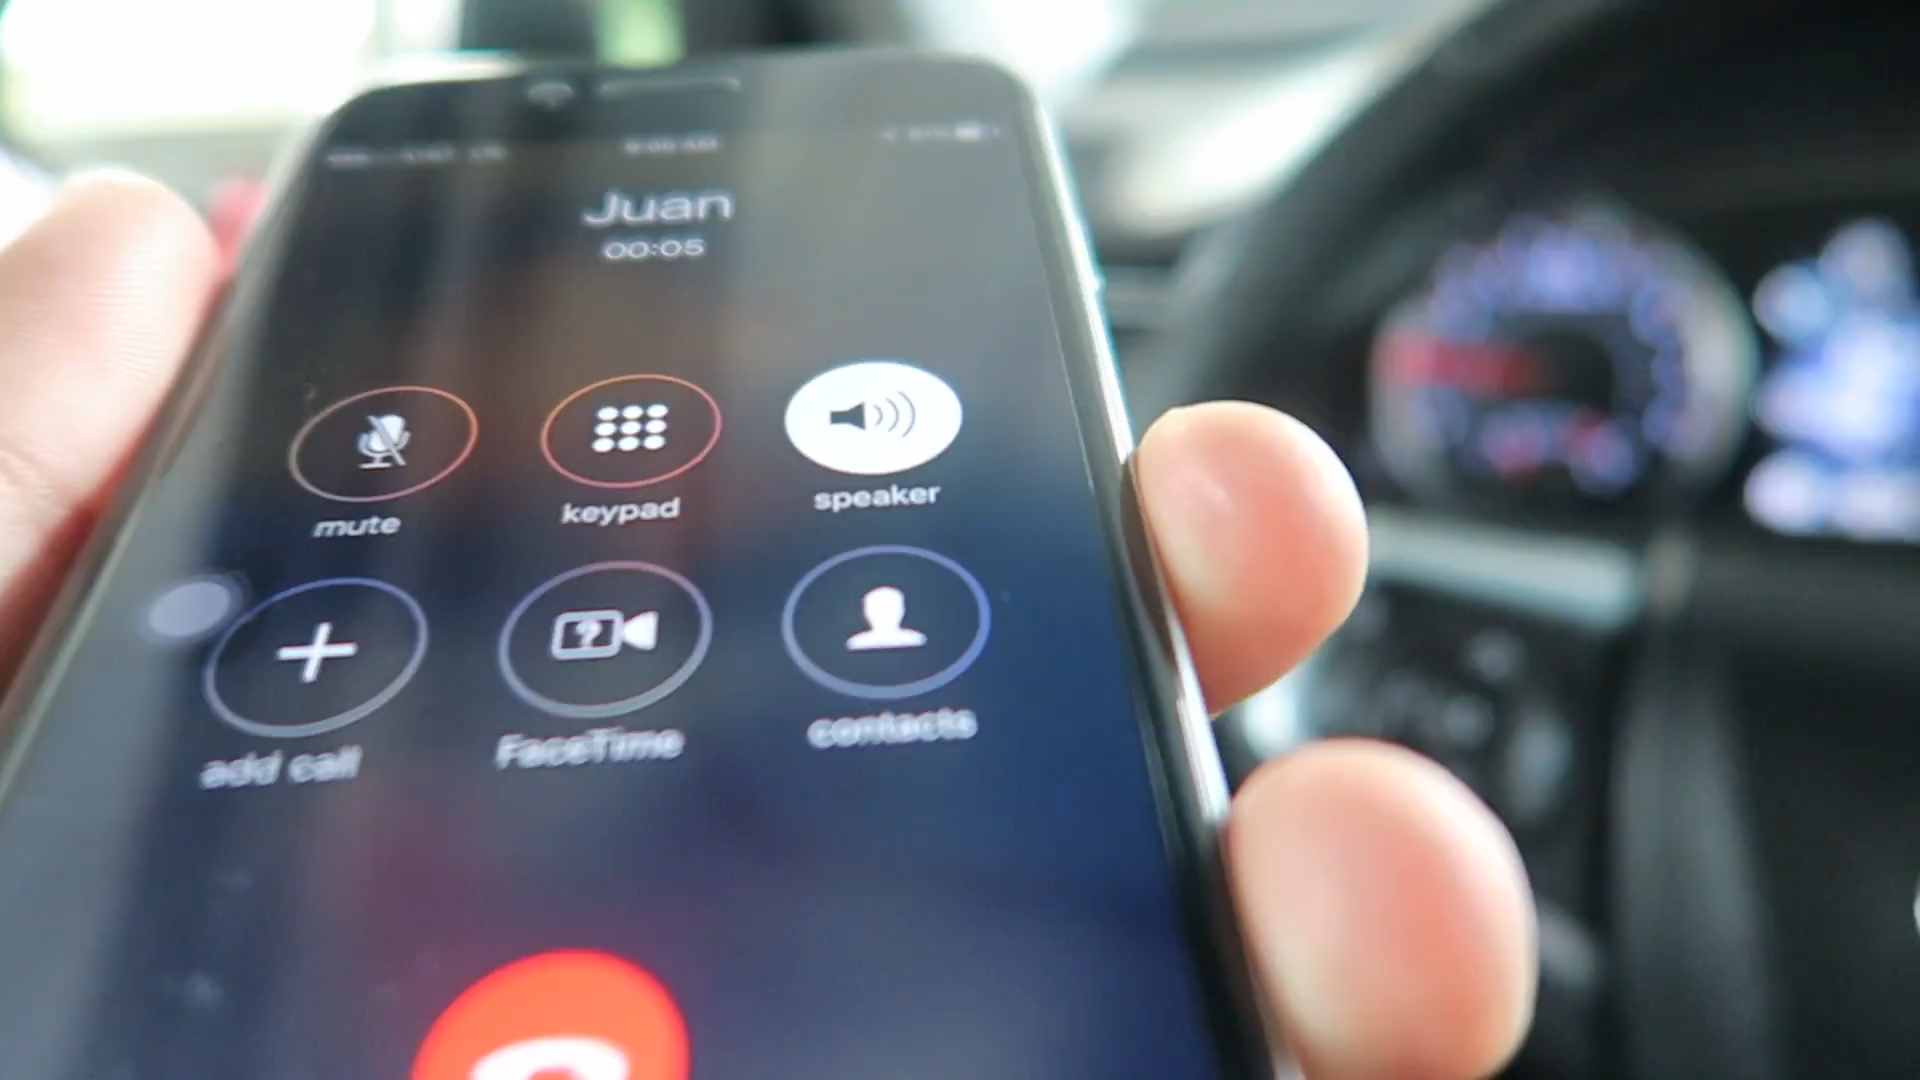 Juan
00:05
mute
keypad
speaker
add call
FaceTime
contacts